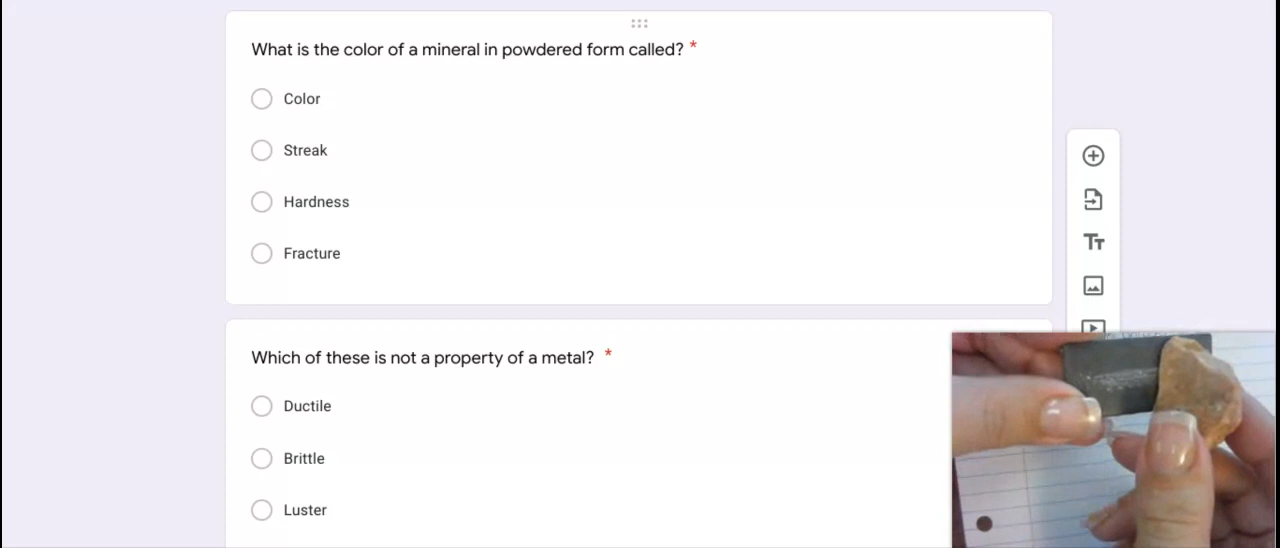 What is the color of a mineral in powdered form called? *
Color
Streak
Hardness
Fracture
Which of these is not a property of a metal? *
Ductile
Brittle
Luster